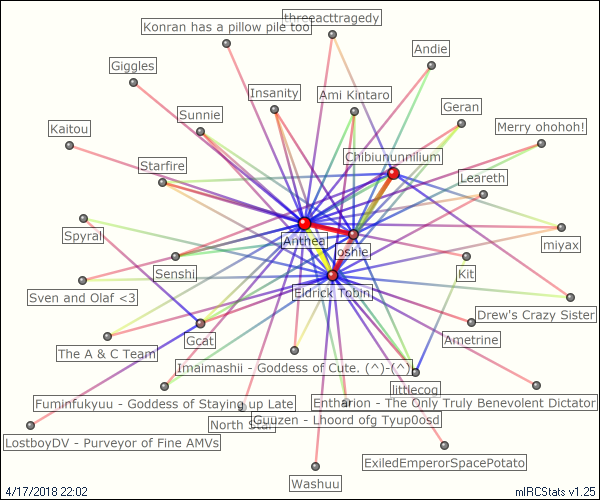 threeacttragedy
Konran has a pillow pile too
Andie
Giggles
Insanity
Ami Kintaro
Geran
Sunnie
Kaitou
Merry ohohoh!
Chibiununnilium
Starfire
Leareth
Spyral
Anthea
Joshie
miyax
Senshi
Kit
Sven and Olaf <3
Eldrick Tobin
Drew's Crazy Sister
Gcat
Ametrine
The A & C Team
Imaimashii - Goddess of Cute. (^)-(^)
littlecog
Fuminfukyuu - Goddess of Staying up Late
Entharion - The Only Truly Benevolent Dictator
North Star
Guuzen - Lhoord ofg Tyup0osd
LostboyDV - Purveyor of Fine AMVs
ExiledEmperorSpacePotato
Washuu
4/17/2018 22:02
mIRCStats v1.25